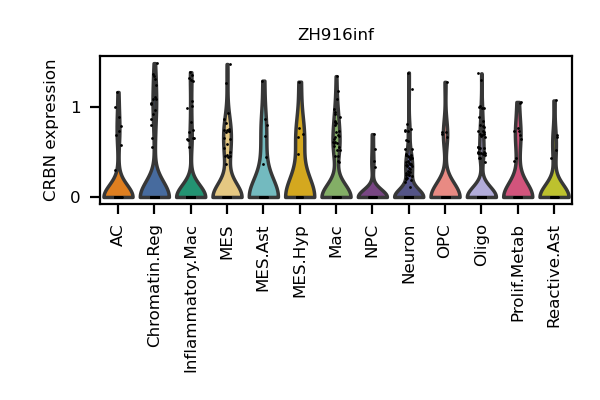 ZH916inf
CRBN expression
1
0
AC
Chromatin.Reg
Inflammatory.Mac
MES
MES.Ast
MES.Hyp
Mac
NPC
Neuron
OPC
Oligo
Prolif.Metab
Reactive.Ast